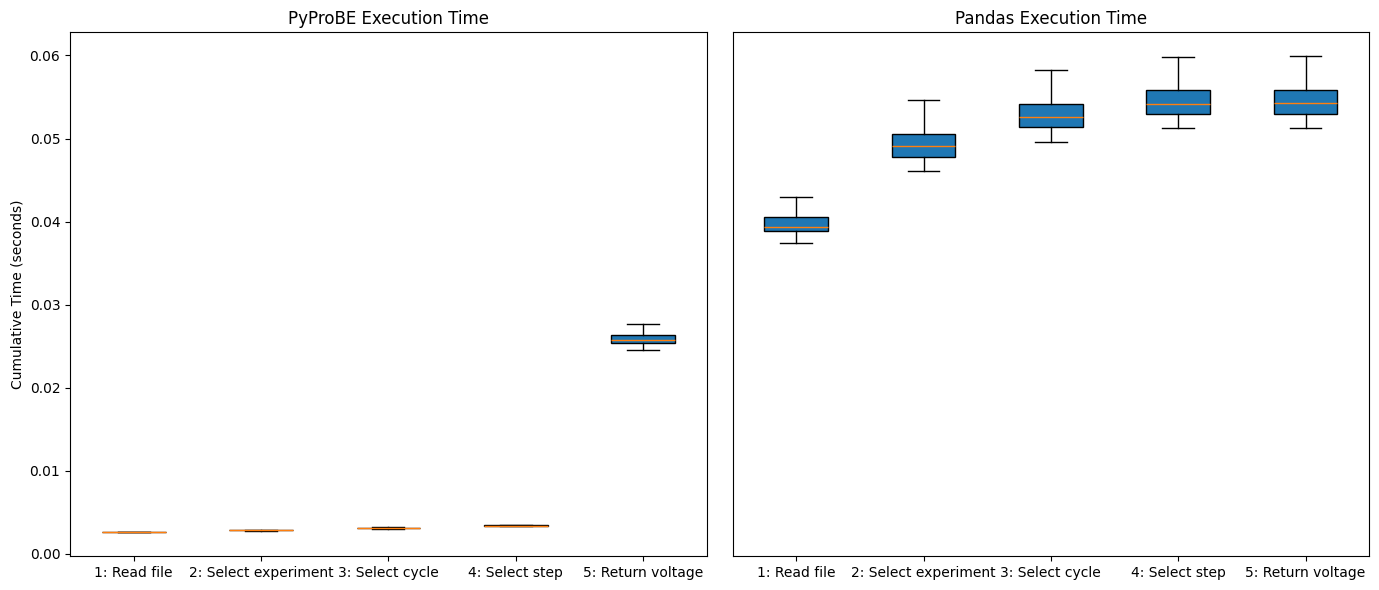 PyProBE Execution Time
Pandas Execution Time
Cumulative Time (seconds)
0.06
0.05
0.04
0.03
0.02
0.01
0.00
1: Read file
2: Select experiment
3: Select cycle
4: Select step
5: Return voltage
1: Read file
2: Select experiment
3: Select cycle
4: Select step
5: Return voltage